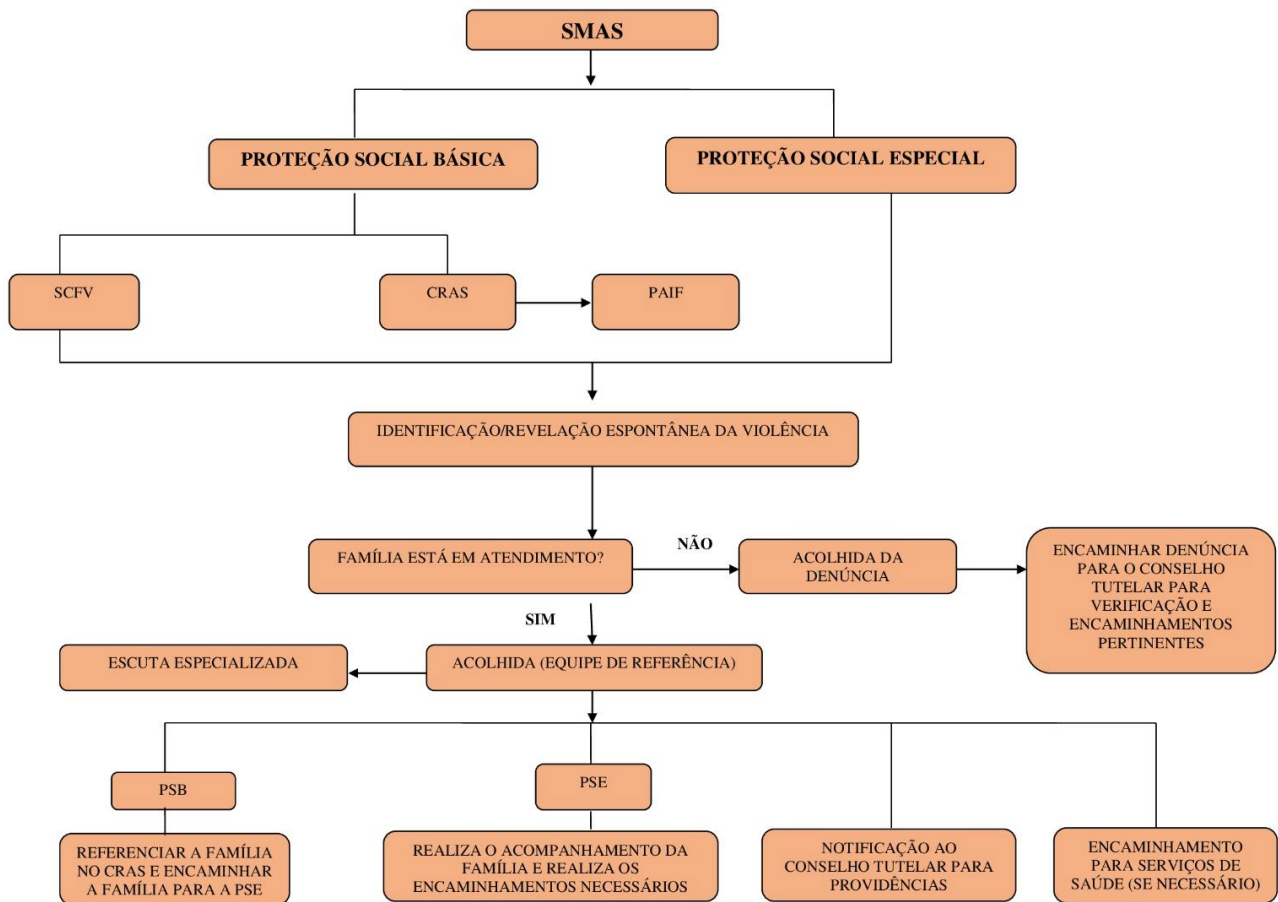 SMAS
PROTEÇÃO SOCIAL BÁSICA
PROTEÇÃO SOCIAL ESPECIAL
SCFV
CRAS
PAIF
IDENTIFICAÇÃO/REVELAÇÃO ESPONTÂNEA DA VIOLÊNCIA
FAMÍLIA ESTÁ EM ATENDIMENTO?
NÃO
ACOLHIDA DA
DENÚNCIA
ENCAMINHAR DENÚNCIA
PARA O CONSELHO
TUTELAR PARA
VERIFICAÇÃO E
ENCAMINHAMENTOS
PERTINENTES
SIM
ESCUTA ESPECIALIZADA
ACOLHIDA (EQUIPE DE REFERÊNCIA)
PSB
PSE
REFERENCIAR A FAMÍLIA
NO CRAS E ENCAMINHAR
A FAMÍLIA PARA A PSE
REALIZA O ACOMPANHAMENTO DA
FAMÍLIA E REALIZA OS
ENCAMINHAMENTOS NECESSÁRIOS
NOTIFICAÇÃO AO
CONSELHO TUTELAR PARA
PROVIDÊNCIAS
ENCAMINHAMENTO
PARA SERVIÇOS DE
SAÚDE (SE NECESSÁRIO)